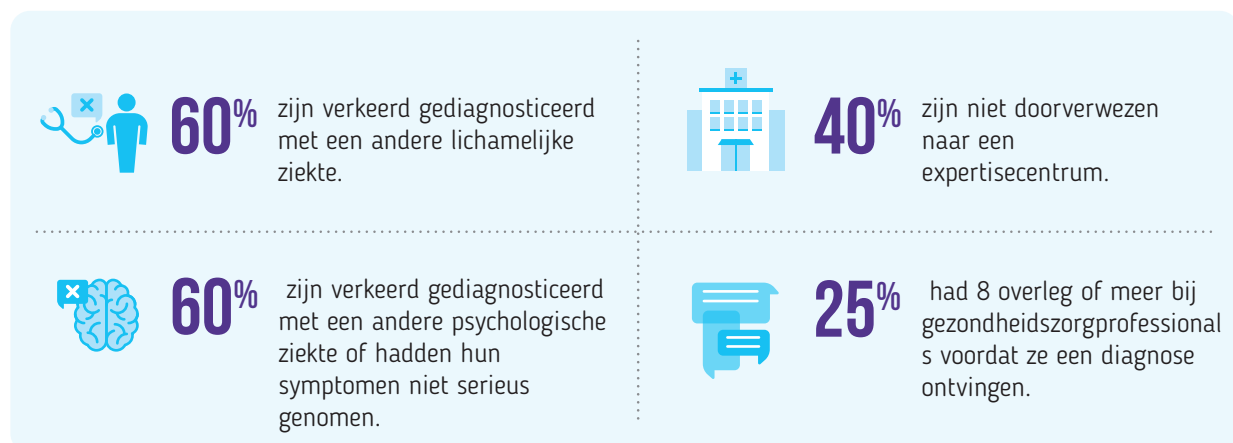 60% zijn verkeerd gediagnosticeerd
met een andere lichamelijke
ziekte.
40% zijn niet doorverwezen
naar een
expertisecentrum.
60% zijn verkeerd gediagnosticeerd
met een andere psychologische
ziekte of hadden hun
symptomen niet serieus
genomen.
25% had 8 overleg of meer bij
gezondheidszorgprofessional
s voordat ze een diagnose
ontvingen.